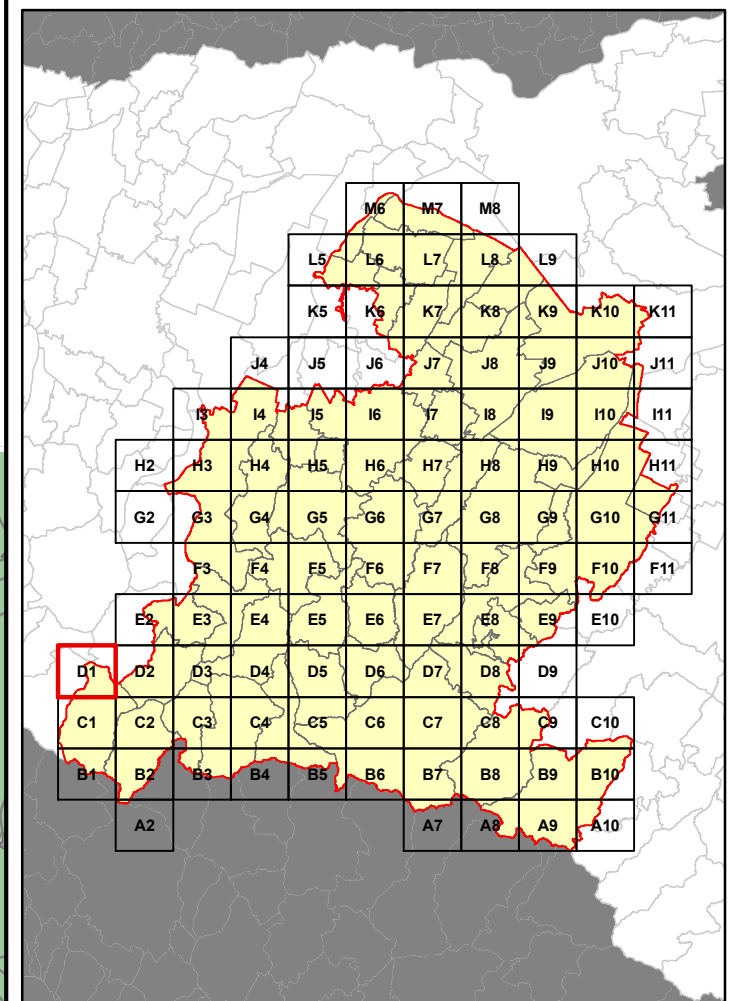 M6 M7 M8
L5 L6 L7 L8 L9
K5 K6 K7 K8 K9 K10 K11
J4 J5 J6 J7 J8 J9 J10 J11
I3 I4 I5 I6 I7 I8 I9 I10 I11
H2 H3 H4 H5 H6 H7 H8 H9 H10 H11
G2 G3 G4 G5 G6 G7 G8 G9 G10 G11
F3 F4 F5 F6 F7 F8 F9 F10 F11
E2 E3 E4 E5 E6 E7 E8 E9 E10
D1 D2 D3 D4 D5 D6 D7 D8 D9
C1 C2 C3 C4 C5 C6 C7 C8 C9 C10
B1 B2 B3 B4 B5 B6 B7 B8 B9 B10
A2 A7 A8 A9 A10